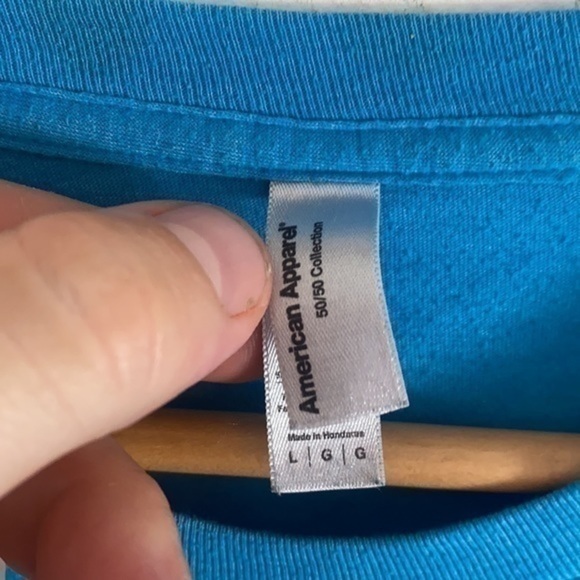 American Apparel®
50/50 Collection
Made in Honduras
L | G | G